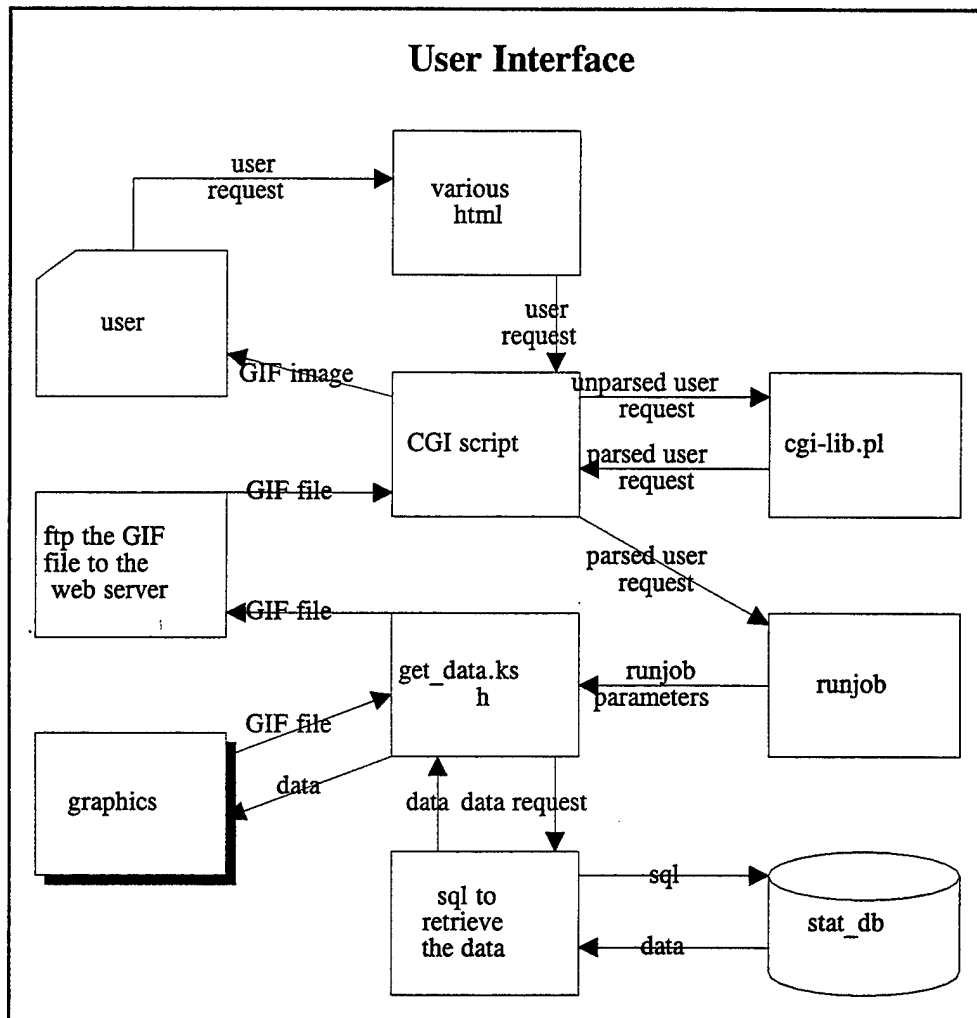 User Interface
user
request
various
html
user
user
request
GIF image
CGI script
unparsed user
request
parsed user
request
cgi-lib.pl
GIF file
ftp the GIF
file to the
web server
parsed user
request
GIF file
get_data.ks
h
runjob
parameters
runjob
GIF file
graphics
data
data
data request
sql to
retrieve
the data
sql
data
stat_db